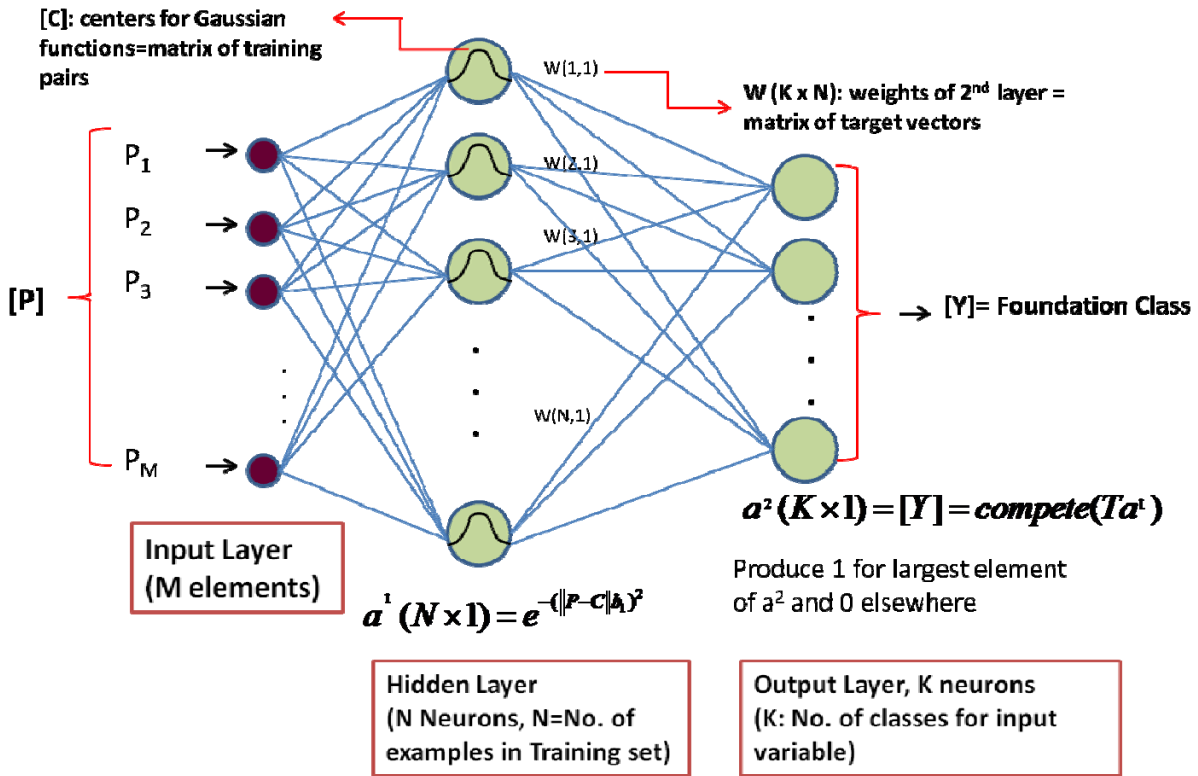 [C]: centers for Gaussian
functions=matrix of training
pairs
W(1,1)
W (K x N): weights of 2nd layer =
matrix of target vectors
P1
P2
P3
[P]
PM
W(2,1)
W(3,1)
W(N,1)
[Y]= Foundation Class
Input Layer
(M elements)
a¹(N×1)=e^-(‖P-C‖b₁)²
a²(K×1)=[Y]=compete(Ta¹)
Produce 1 for largest element
of a² and 0 elsewhere
Hidden Layer
(N Neurons, N=No. of
examples in Training set)
Output Layer, K neurons
(K: No. of classes for input
variable)